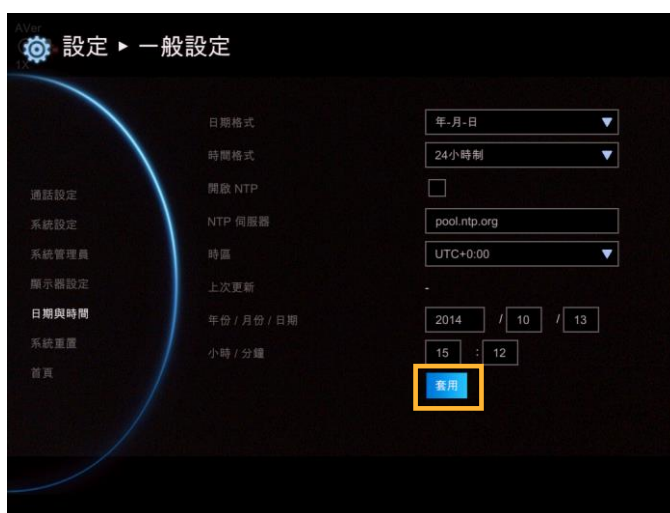 AVer
設定 ▶ 一般設定
1X
日期格式 年-月-日 ▼
時間格式 24小時制 ▼
通話設定
開啟 NTP
系統設定
NTP 伺服器 pool.ntp.org
系統管理員
時區 UTC+0:00 ▼
顯示器設定
上次更新 -
日期與時間
年份 / 月份 / 日期 2014 / 10 / 13
系統重置
小時 / 分鐘 15 : 12
首頁
套用